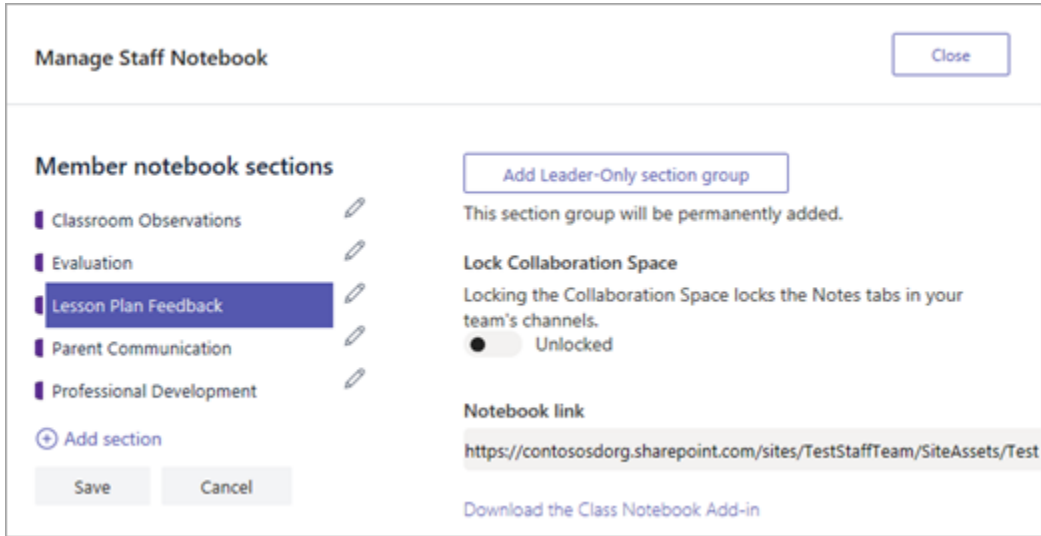 Manage Staff Notebook
Close
Member notebook sections
Classroom Observations
Evaluation
Lesson Plan Feedback
Parent Communication
Professional Development
Add section
Save
Cancel
Add Leader-Only section group
This section group will be permanently added.
Lock Collaboration Space
Locking the Collaboration Space locks the Notes tabs in your
team's channels.
Unlocked
Notebook link
https://contososdorg.sharepoint.com/sites/TestStaffTeam/SiteAssets/Test
Download the Class Notebook Add-in